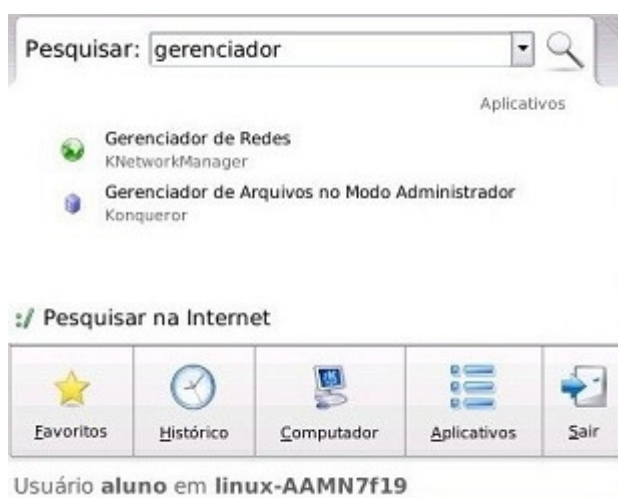 Pesquisar: gerenciador
Aplicativos
Gerenciador de Redes
KNetworkManager
Gerenciador de Arquivos no Modo Administrador
Konqueror
:/ Pesquisar na Internet
Favoritos Histórico Computador Aplicativos Sair
Usuário aluno em linux-AAMN7f19